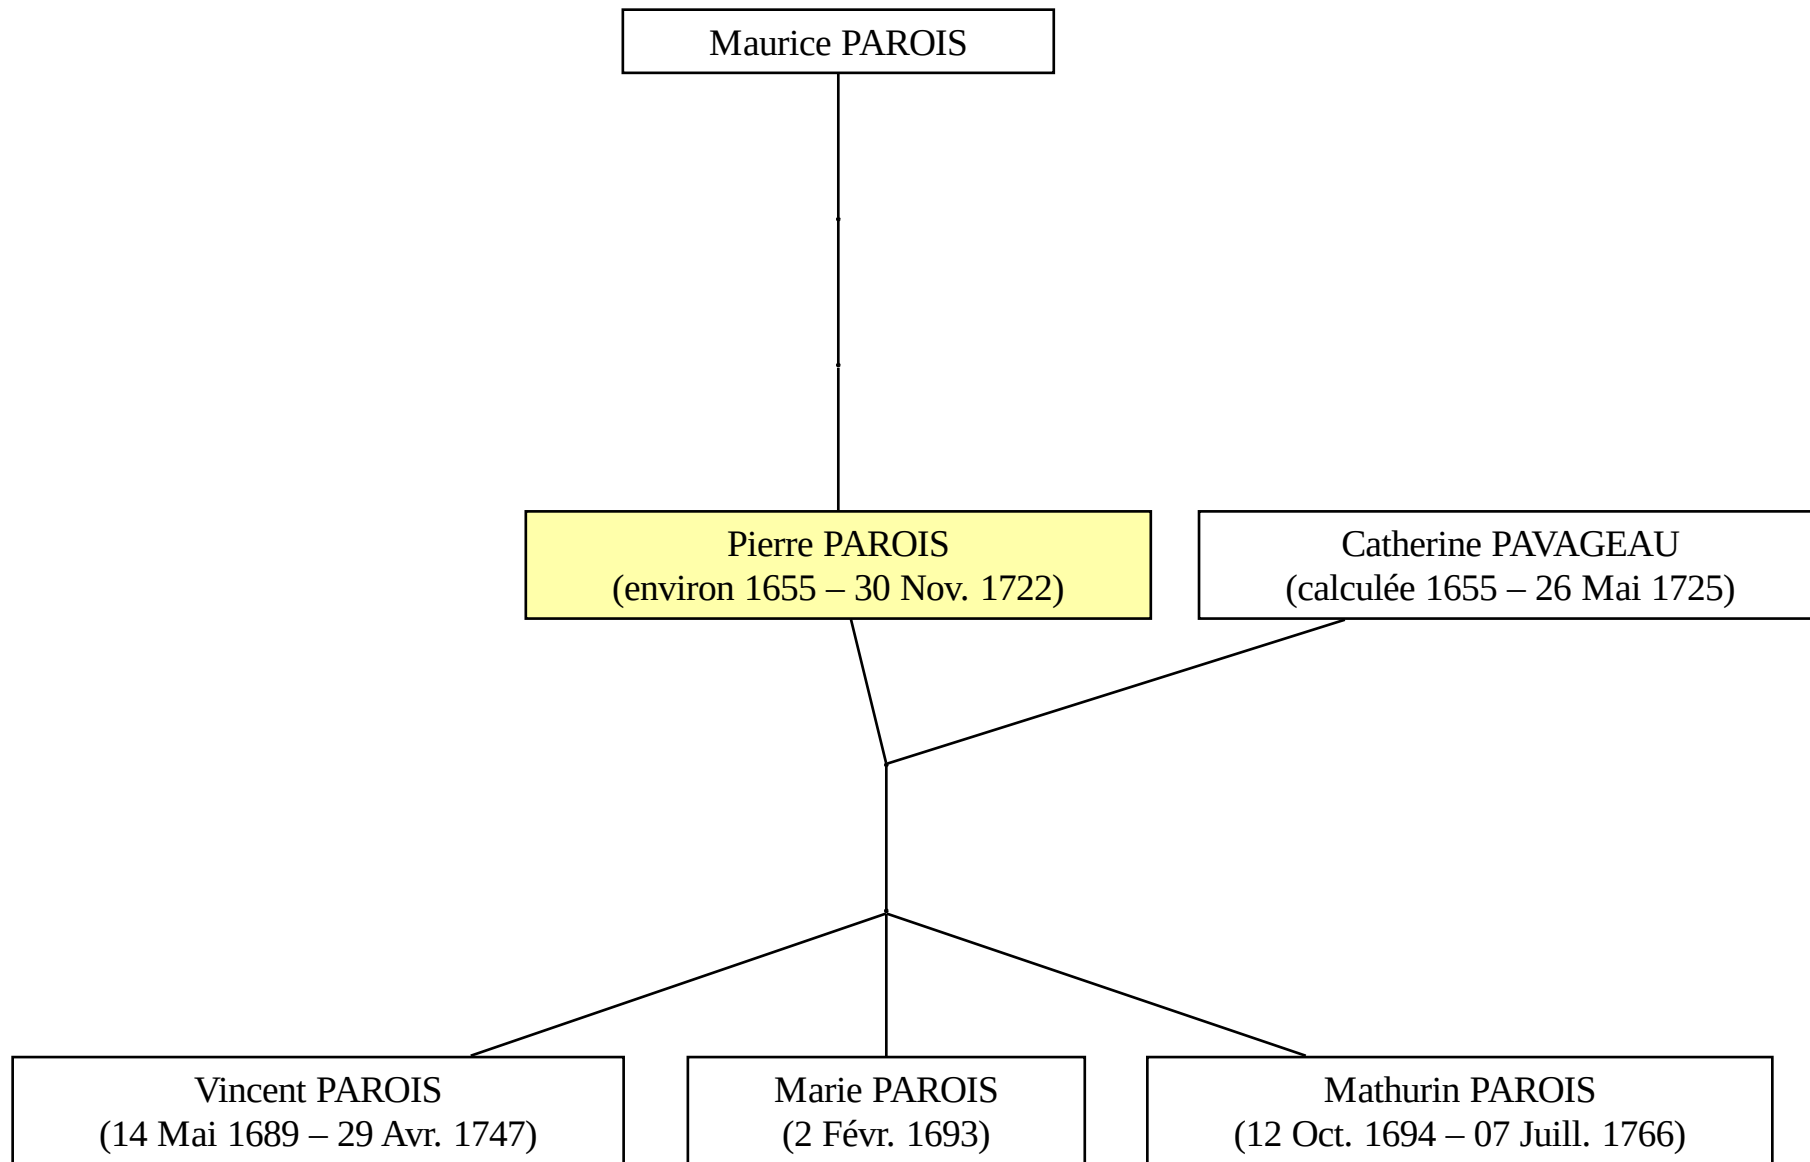 Maurice PAROIS
Pierre PAROIS
(environ 1655 – 30 Nov. 1722)
Catherine PAVAGEAU
(calculée 1655 – 26 Mai 1725)
Vincent PAROIS
(14 Mai 1689 – 29 Avr. 1747)
Marie PAROIS
(2 Févr. 1693)
Mathurin PAROIS
(12 Oct. 1694 – 07 Juill. 1766)